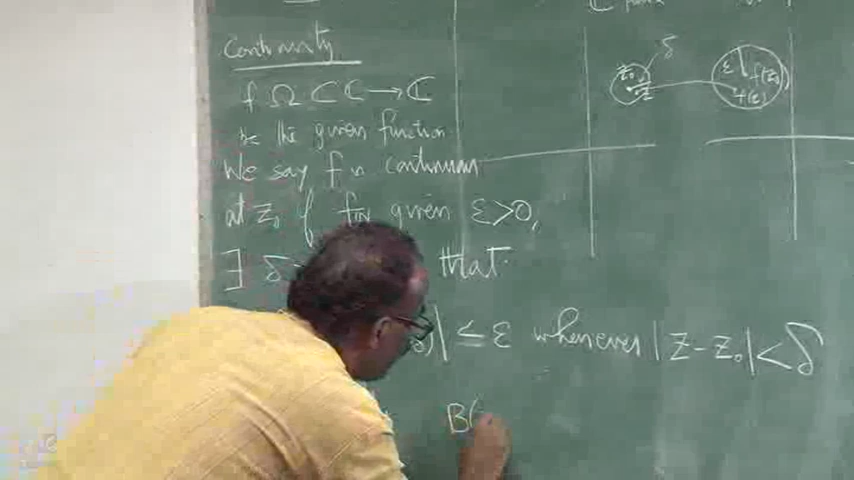 Continuity
f Ω ⊂ ℂ → ℂ
be the given function
We say f is continuous
at z₀ if for given ε>0,
∃ δ that
₀)| ≤ ε whenever |z - z₀| < δ
B(
z₀ z δ
ε f(z₀)
f(z)